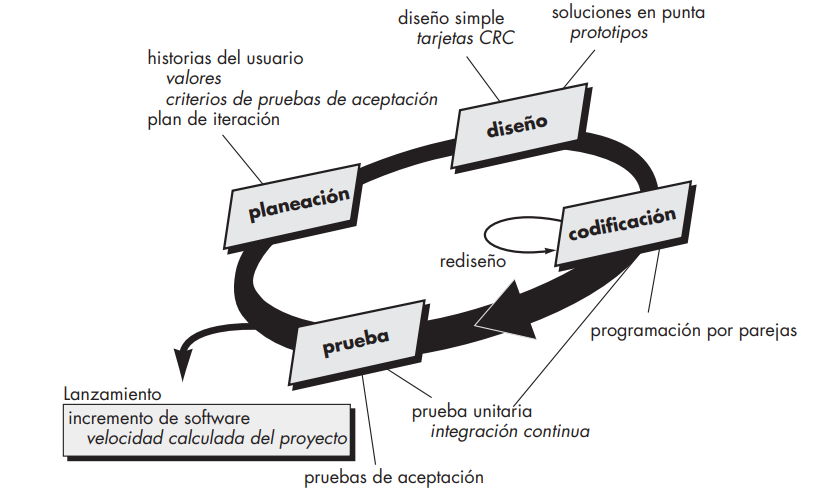 diseño simple
tarjetas CRC
soluciones en punta
prototipos
historias del usuario
valores
criterios de pruebas de aceptación
plan de iteración
diseño
planeación
codificación
rediseño
prueba
programación por parejas
Lanzamiento
incremento de software
velocidad calculada del proyecto
prueba unitaria
integración continua
pruebas de aceptación